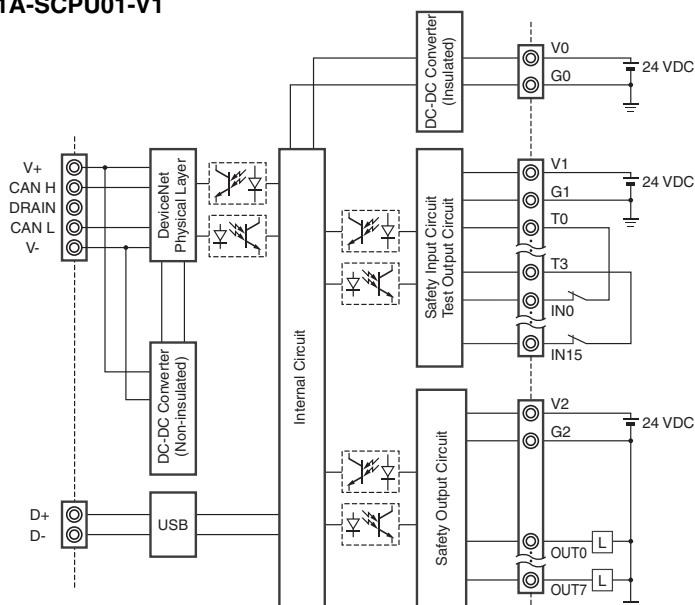 1A-SCPU01-V1
DC-DC Converter
(Insulated)
V0
G0
24 VDC
V+
CAN H
DRAIN
CAN L
V-
DeviceNet
Physical Layer
DC-DC Converter
(Non-insulated)
D+
D-
USB
Internal Circuit
Safety Input Circuit
Test Output Circuit
V1
G1
T0
T3
IN0
IN15
24 VDC
Safety Output Circuit
V2
G2
24 VDC
OUT0
L
OUT7
L